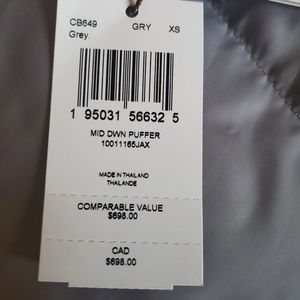 CB649 GRY XS
Grey.
1 95031 56632 5
MID DWN PUFFER
10011165JAX
MADE IN THAILAND
THAILANDE
COMPARABLE VALUE
$698.00
CAD
$698.00